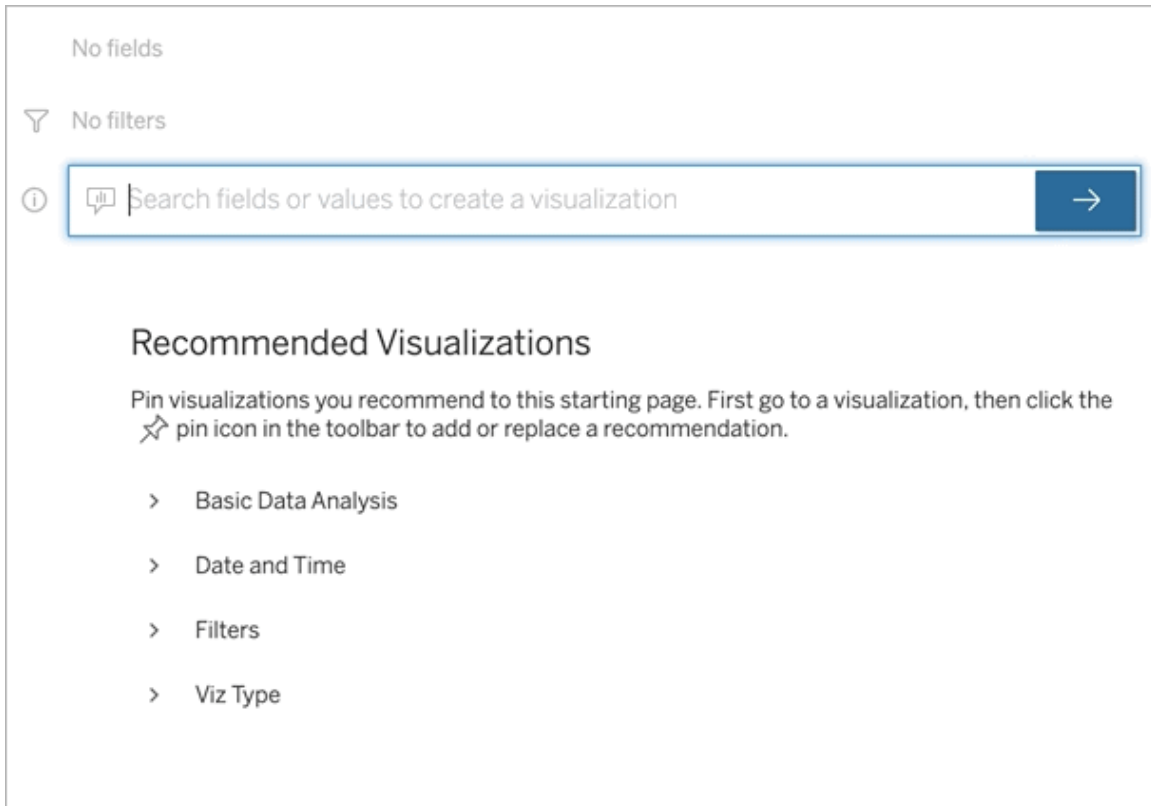 No fields
No filters
Search fields or values to create a visualization
Recommended Visualizations
Pin visualizations you recommend to this starting page. First go to a visualization, then click the
pin icon in the toolbar to add or replace a recommendation.
Basic Data Analysis
Date and Time
Filters
Viz Type